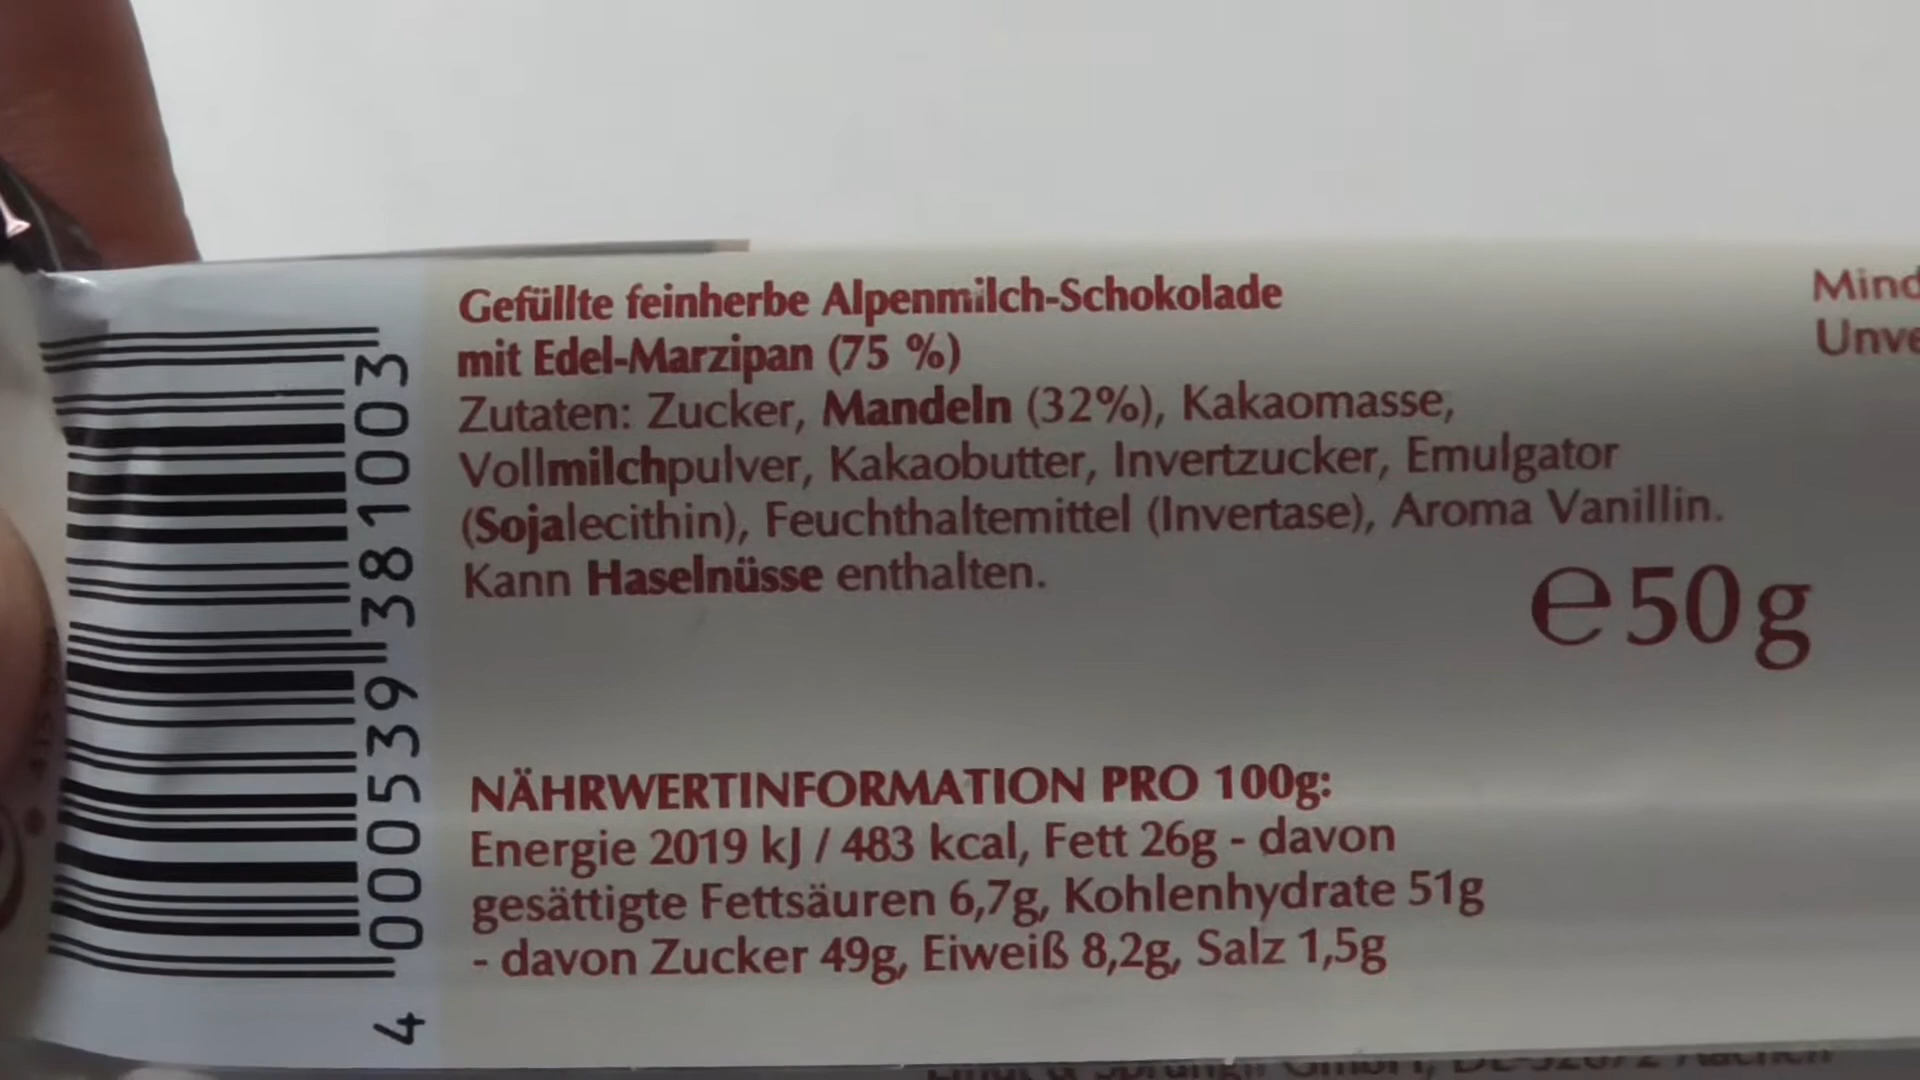 Gefüllte feinherbe Alpenmilch-Schokolade
mit Edel-Marzipan (75 %)
Zutaten: Zucker, Mandeln (32%), Kakaomasse,
Vollmilchpulver, Kakaobutter, Invertzucker, Emulgator
(Sojalecithin), Feuchthaltemittel (Invertase), Aroma Vanillin.
Kann Haselnüsse enthalten.
e50g
NÄHRWERTINFORMATION PRO 100g:
Energie 2019 kJ / 483 kcal, Fett 26g - davon
gesättigte Fettsäuren 6,7g, Kohlenhydrate 51g
- davon Zucker 49g, Eiweiß 8,2g, Salz 1,5g
4 000539 381003
Mind
Unve